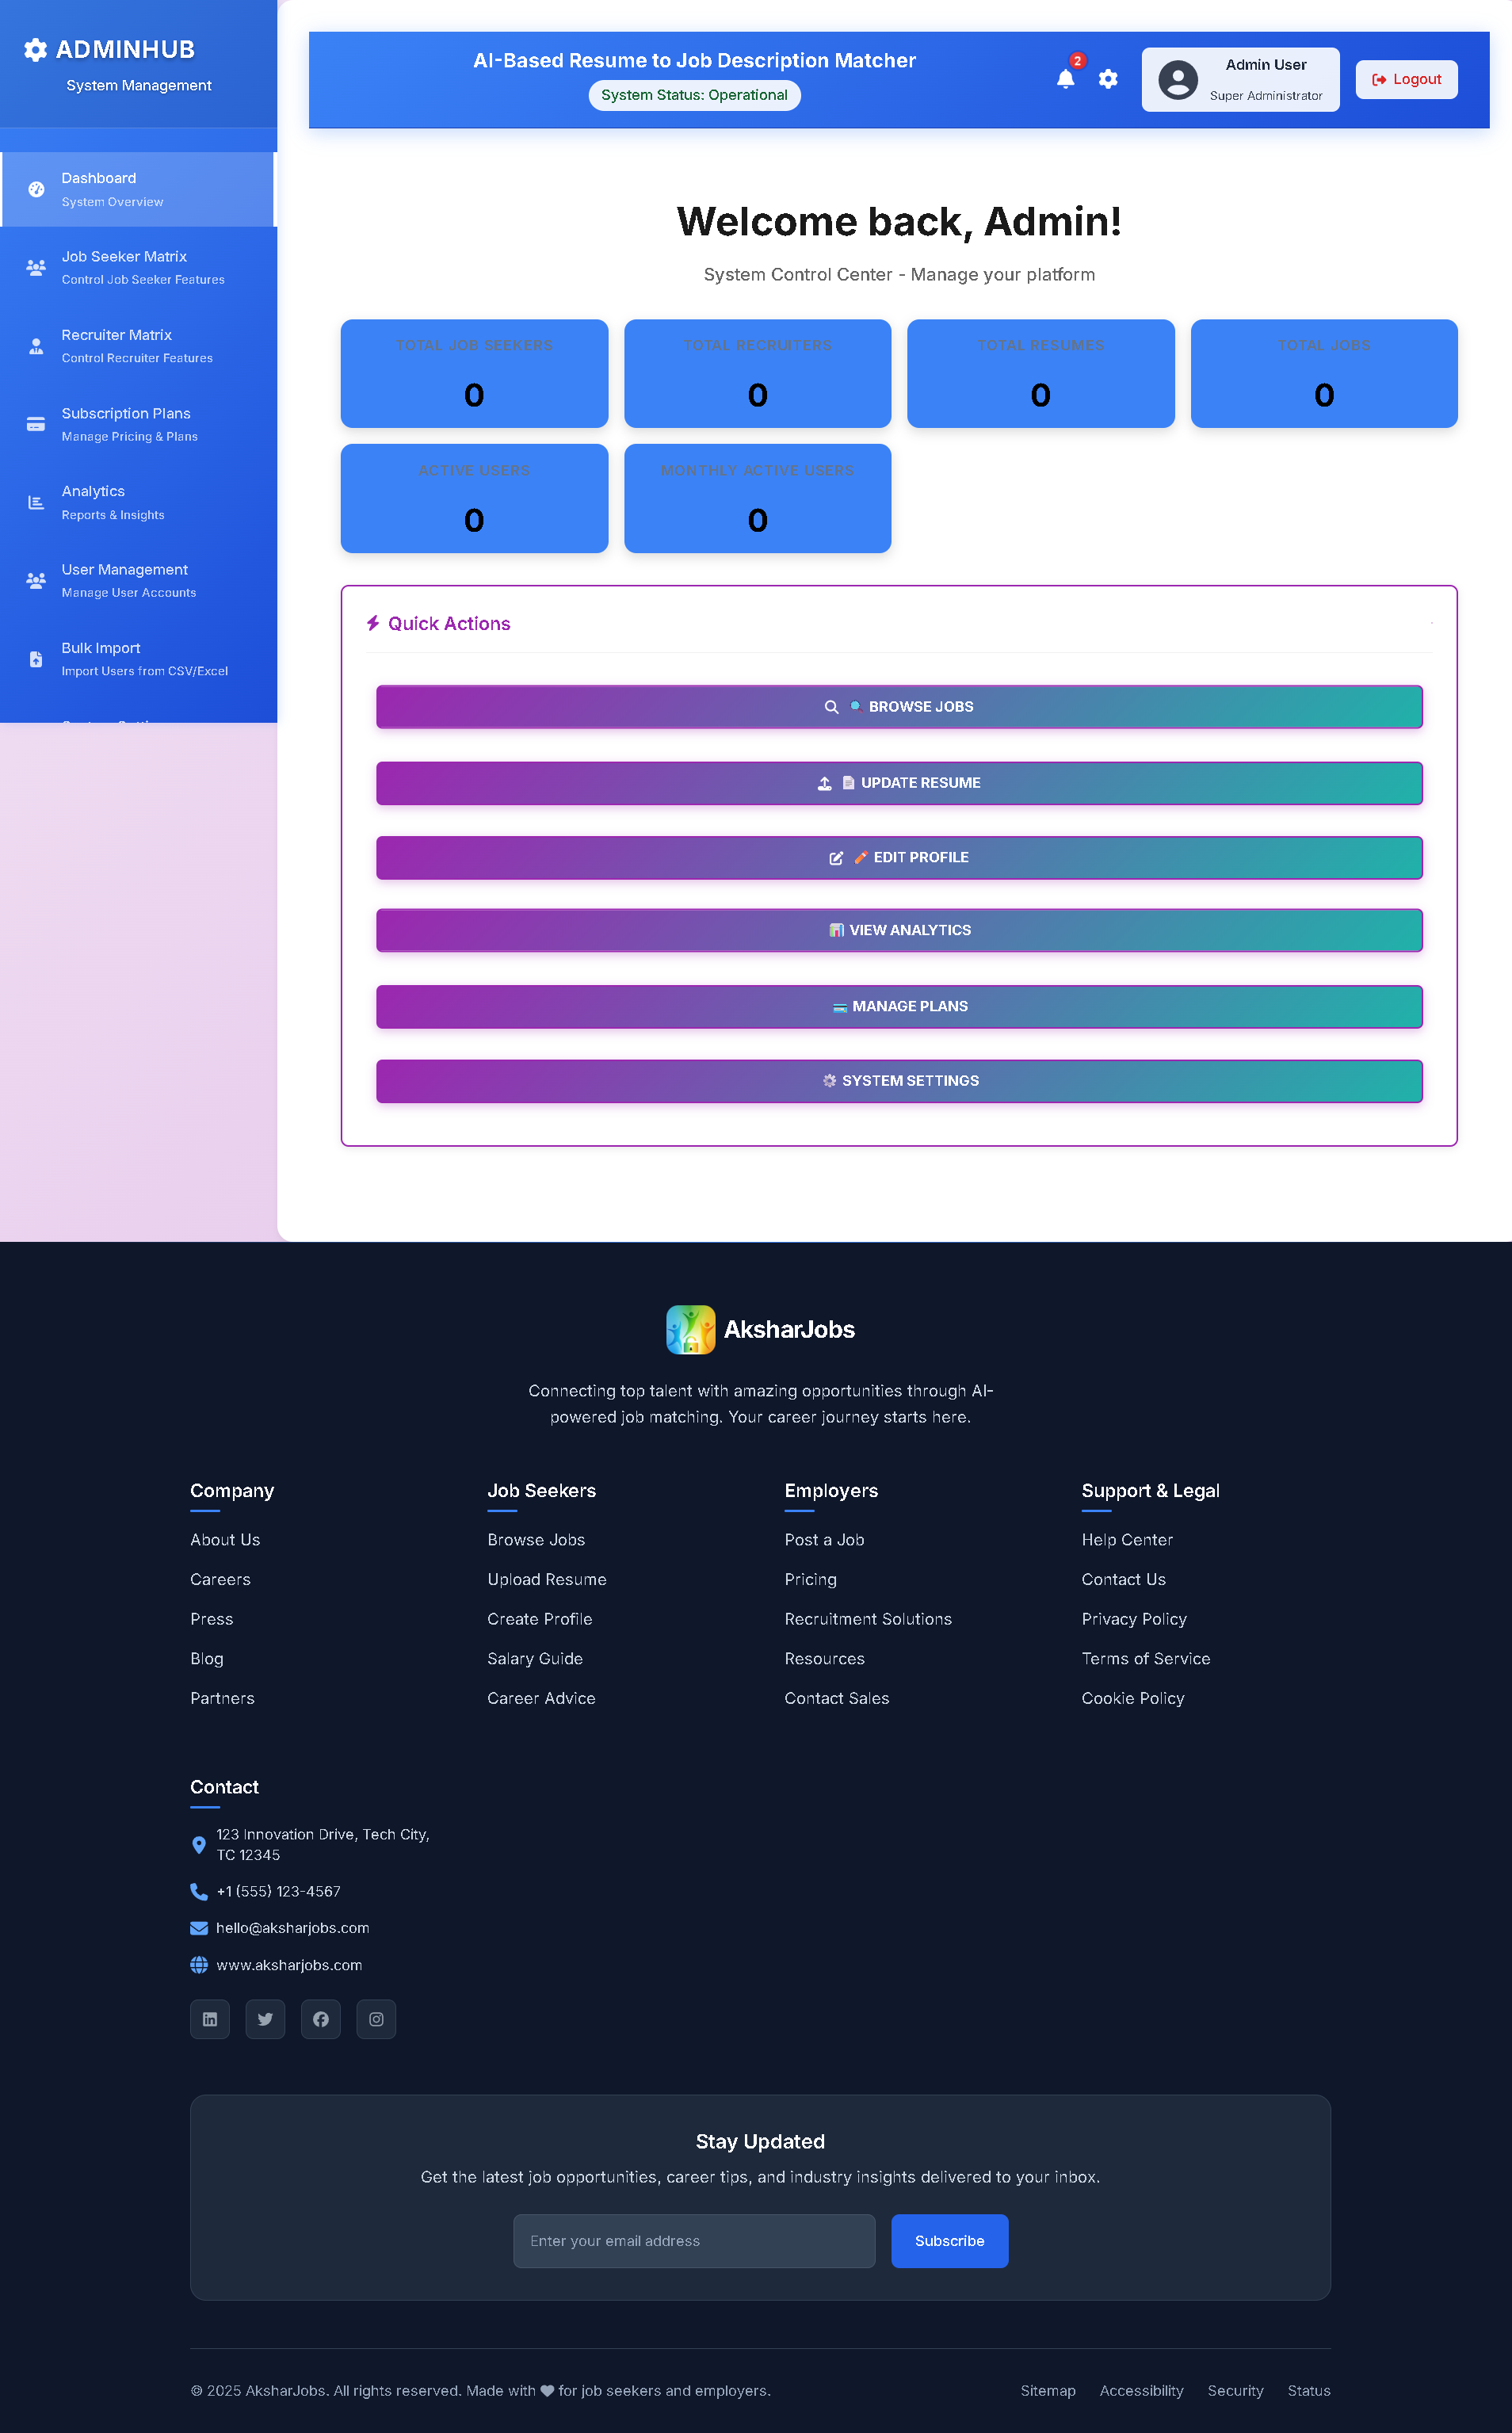 ADMINHUB
System Management
Dashboard
System Overview
Job Seeker Matrix
Control Job Seeker Features
Recruiter Matrix
Control Recruiter Features
Subscription Plans
Manage Pricing & Plans
Analytics
Reports & Insights
User Management
Manage User Accounts
Bulk Import
Import Users from CSV/Excel
AI-Based Resume to Job Description Matcher
System Status: Operational
2
Admin User
Super Administrator
Logout
Welcome back, Admin!
System Control Center - Manage your platform
TOTAL JOB SEEKERS
0
TOTAL RECRUITERS
0
TOTAL RESUMES
0
TOTAL JOBS
0
ACTIVE USERS
0
MONTHLY ACTIVE USERS
0
Quick Actions
BROWSE JOBS
UPDATE RESUME
EDIT PROFILE
VIEW ANALYTICS
MANAGE PLANS
SYSTEM SETTINGS
AksharJobs
Connecting top talent with amazing opportunities through AI-
powered job matching. Your career journey starts here.
Company
About Us
Careers
Press
Blog
Partners
Job Seekers
Browse Jobs
Upload Resume
Create Profile
Salary Guide
Career Advice
Employers
Post a Job
Pricing
Recruitment Solutions
Resources
Contact Sales
Support & Legal
Help Center
Contact Us
Privacy Policy
Terms of Service
Cookie Policy
Contact
123 Innovation Drive, Tech City,
TC 12345
+1 (555) 123-4567
hello@aksharjobs.com
www.aksharjobs.com
Stay Updated
Get the latest job opportunities, career tips, and industry insights delivered to your inbox.
Enter your email address
Subscribe
© 2025 AksharJobs. All rights reserved. Made with ♥ for job seekers and employers.
Sitemap
Accessibility
Security
Status